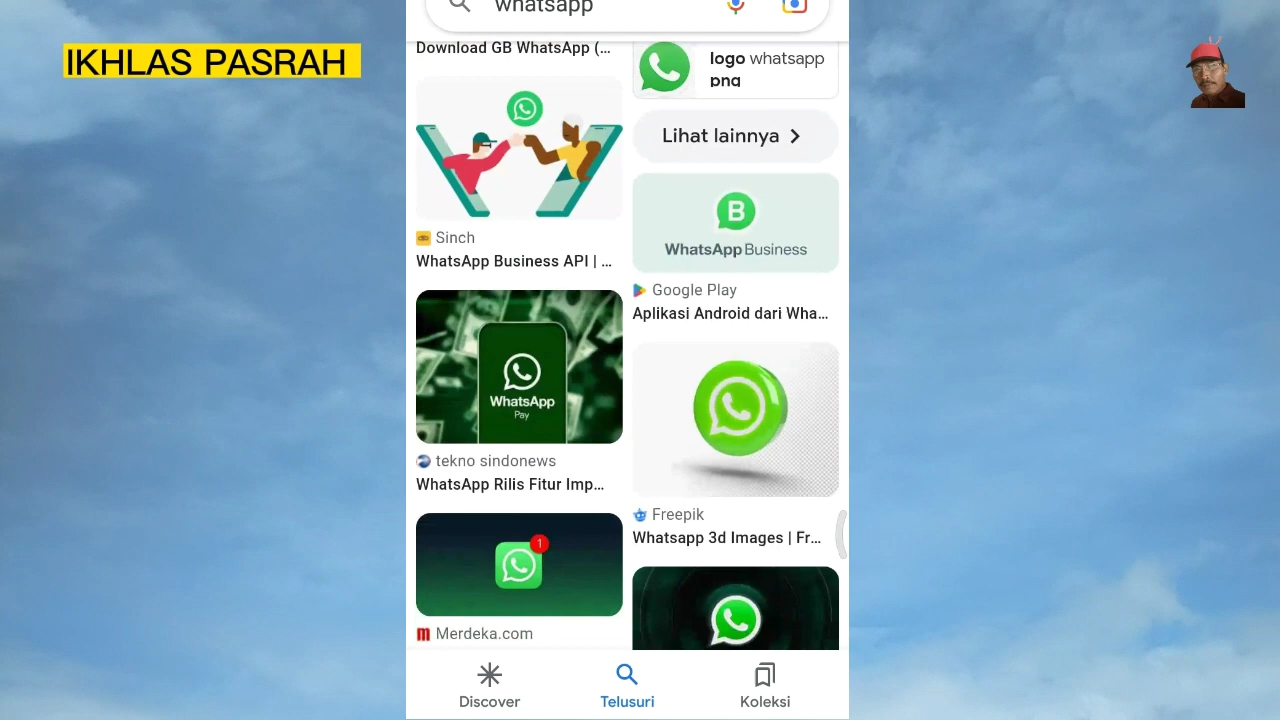 IKHLAS PASRAH
whatsapp
Download GB WhatsApp (...
Sinch
WhatsApp Business API | ...
WhatsApp
Pay
tekno sindonews
WhatsApp Rilis Fitur Imp...
1
Merdeka.com
logo whatsapp
png
Lihat lainnya
B
WhatsApp Business
Google Play
Aplikasi Android dari Wha...
Freepik
Whatsapp 3d Images | Fr...
Discover
Telusuri
Koleksi